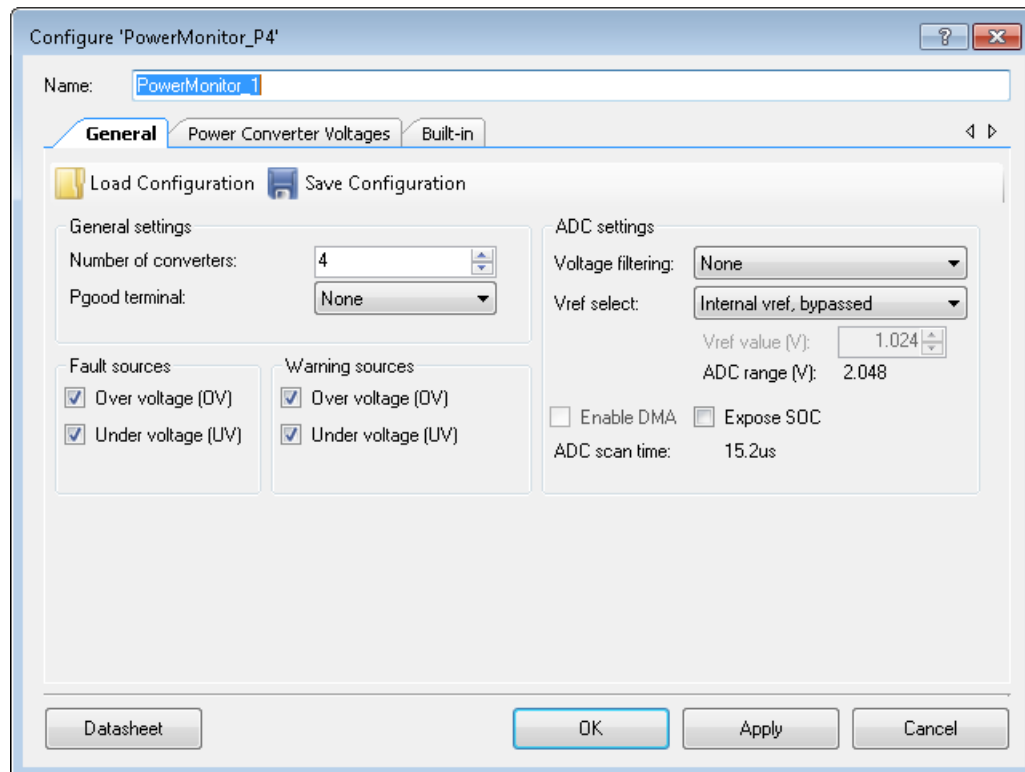 Configure 'PowerMonitor_P4'
Name: PowerMonitor_1
General Power Converter Voltages Built-in
Load Configuration Save Configuration
General settings
Number of converters: 4
Pgood terminal: None
Fault sources
Over voltage (OV)
Under voltage (UV)
Warning sources
Over voltage (OV)
Under voltage (UV)
ADC settings
Voltage filtering: None
Vref select: Internal vref, bypassed
Vref value (V): 1.024
ADC range (V): 2.048
Enable DMA Expose SOC
ADC scan time: 15.2us
Datasheet OK Apply Cancel